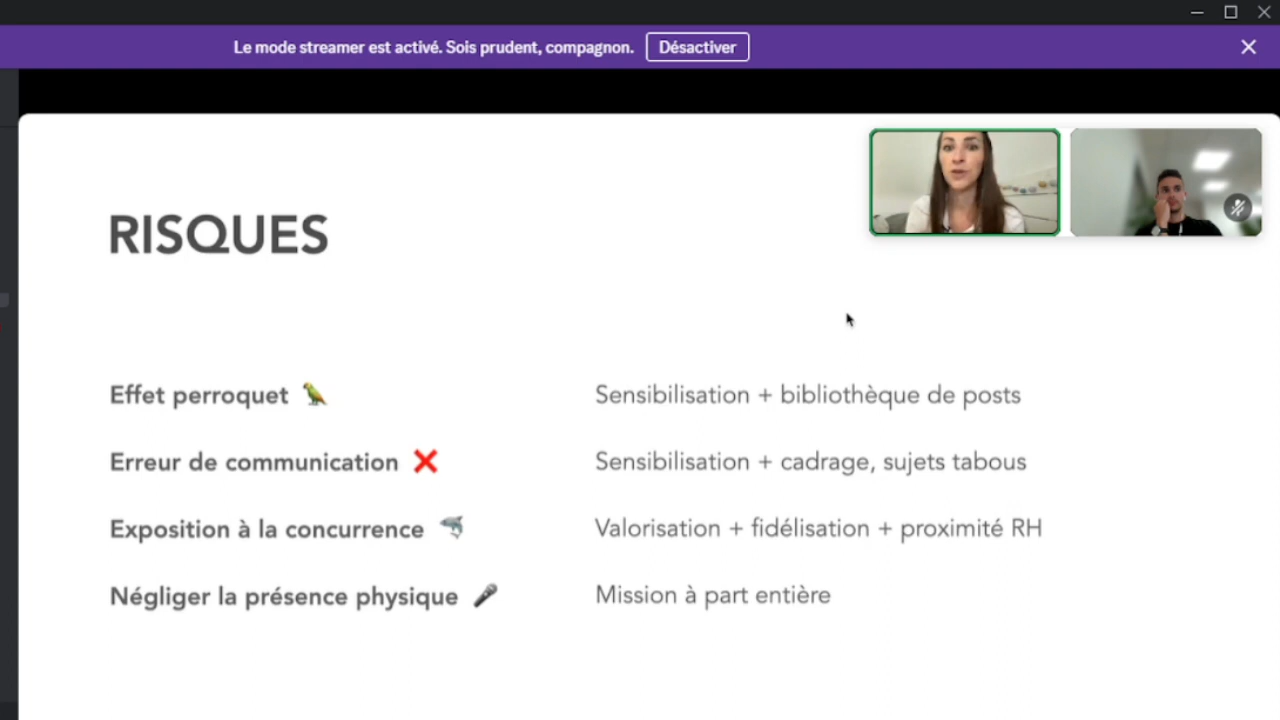 Le mode streamer est activé. Sois prudent, compagnon. Désactiver
RISQUES
Effet perroquet 🦜 Sensibilisation + bibliothèque de posts
Erreur de communication ❌ Sensibilisation + cadrage, sujets tabous
Exposition à la concurrence 🦈 Valorisation + fidélisation + proximité RH
Négliger la présence physique 🎤 Mission à part entière